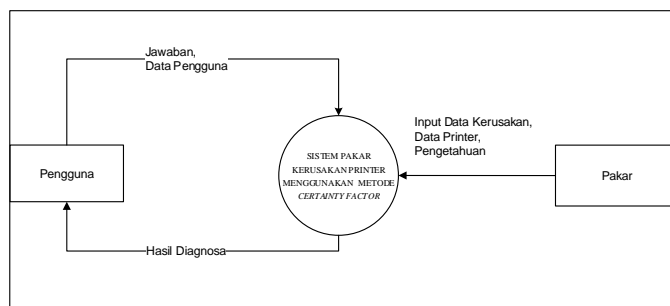 Jawaban,
Data Pengguna
Input Data Kerusakan,
Data Printer,
Pengetahuan
SISTEM PAKAR
KERUSAKAN PRINTER
MENGGUNAKAN METODE
CERTAINTY FACTOR
Pengguna
Pakar
Hasil Diagnosa